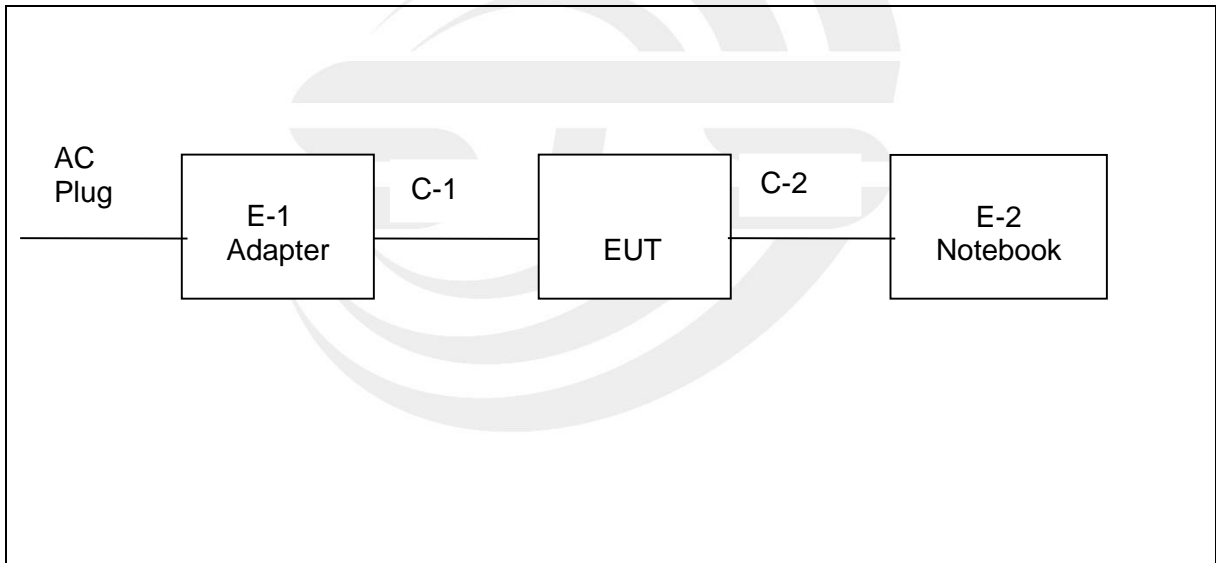 AC
Plug
E-1
Adapter
C-1
EUT
C-2
E-2
Notebook